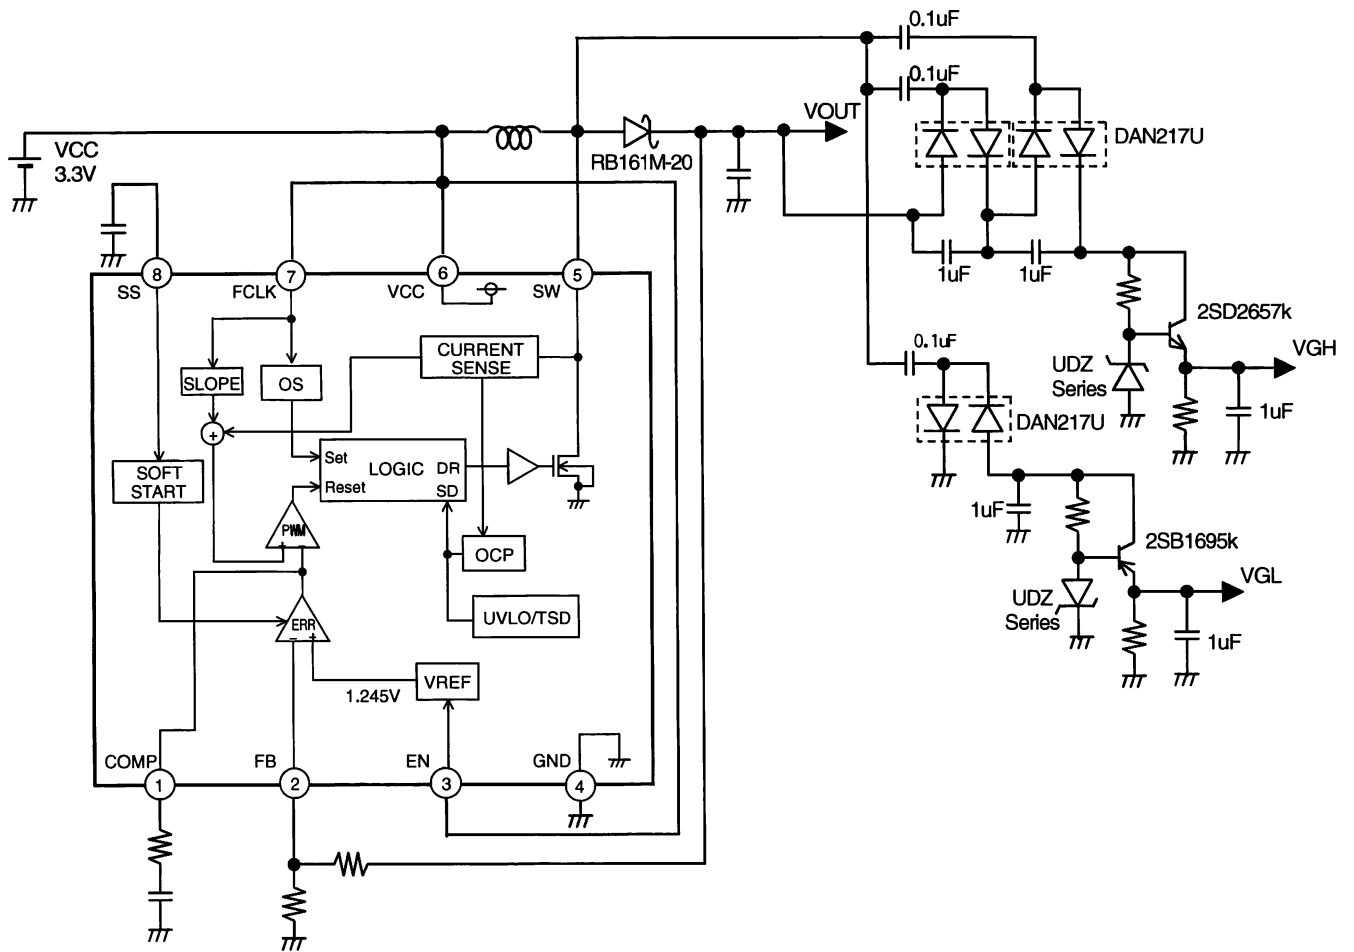 0.1uF
0.1uF
VOUT
DAN217U
VCC
3.3V
RB161M-20
1uF
1uF
8
7
6
5
SS
FCLK
VCC
SW
2SD2657k
VGH
UDZ
Series
1uF
CURRENT
SENSE
SLOPE
OS
0.1uF
DAN217U
+
Set
LOGIC
DR
Reset
SD
SOFT
START
PWM
+
−
OCP
1uF
2SB1695k
VGL
UDZ
Series
1uF
UVLO/TSD
ERR
−
+
VREF
1.245V
COMP
FB
EN
GND
1
2
3
4